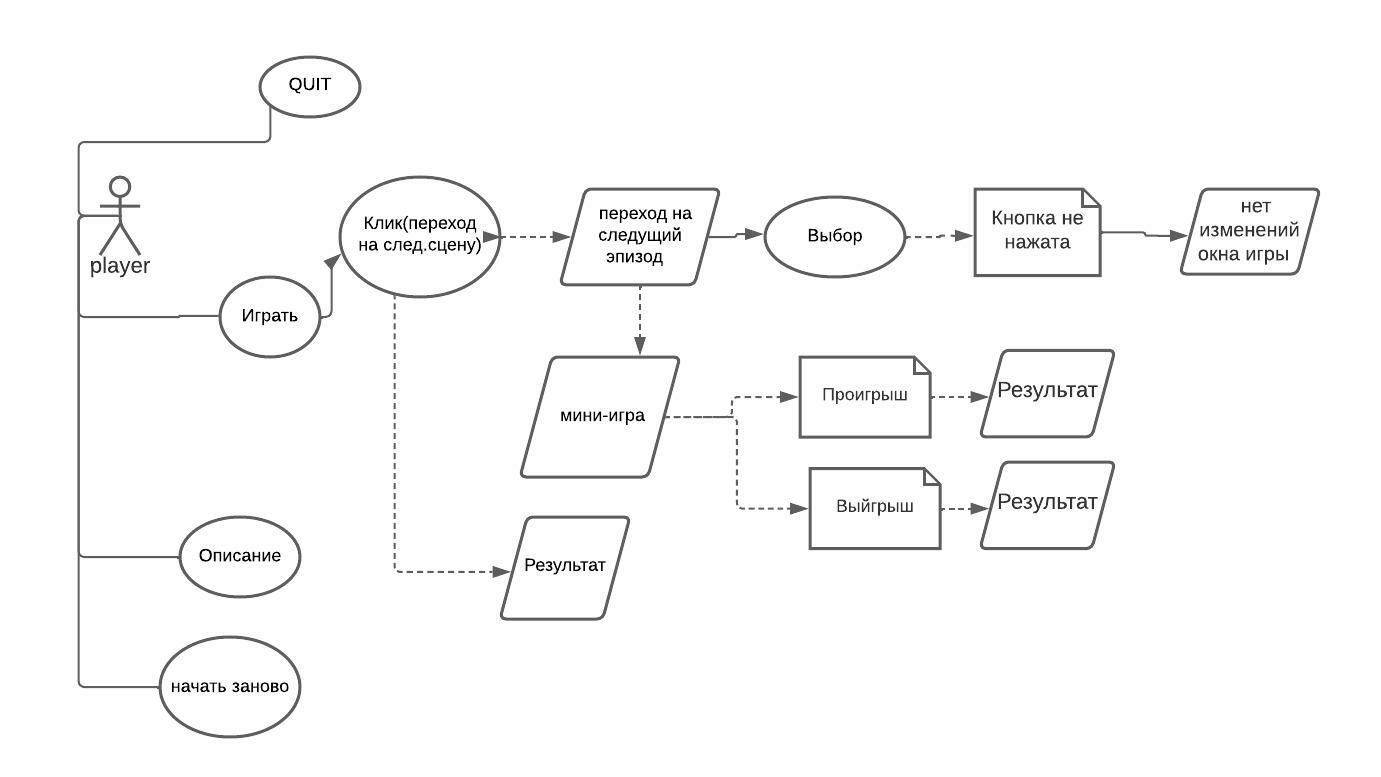 QUIT
player
Клик(переход
на след.сцену)
переход на
следущий
эпизод
Выбор
Кнопка не
нажата
нет
изменений
окна игры
Играть
мини-игра
Проигрыш
Результат
Выйгрыш
Результат
Описание
Результат
начать заново